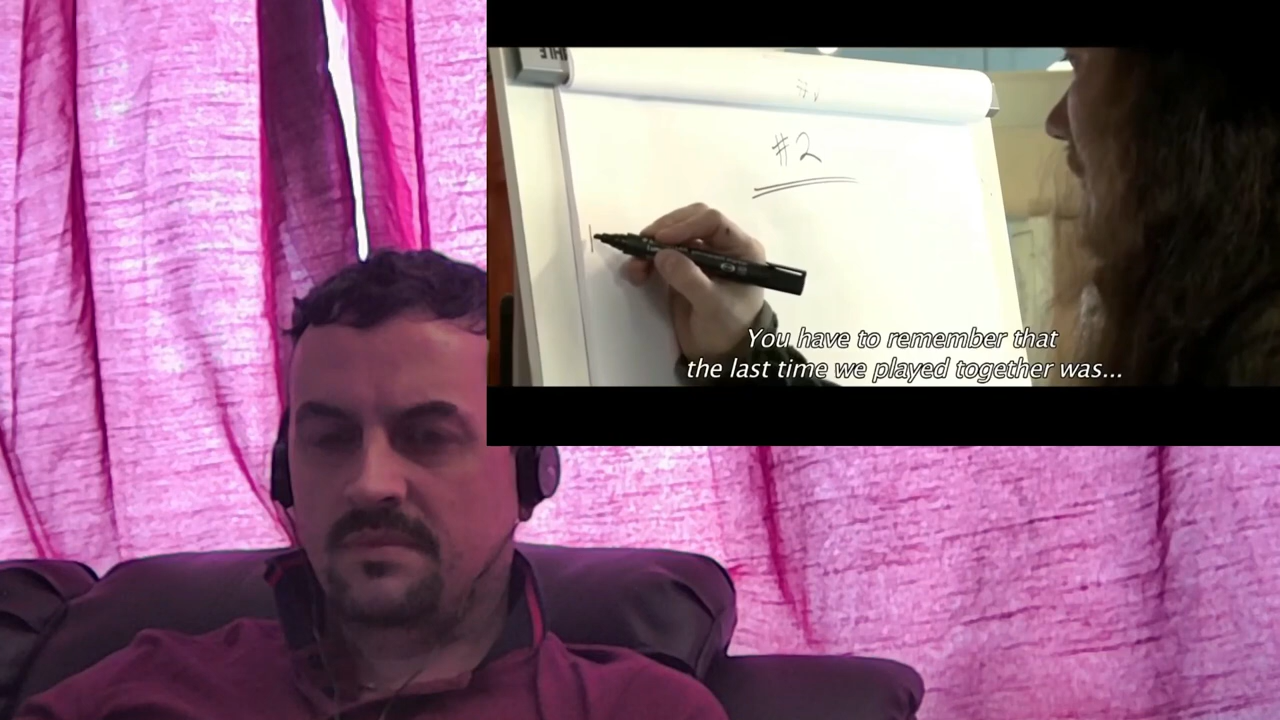 #2
You have to remember that
the last time we played together was...